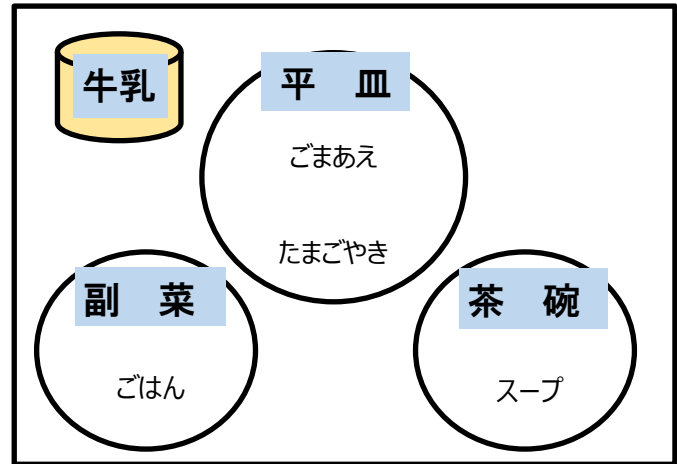 牛乳
平　皿
ごまあえ
たまごやき
副　菜
ごはん
茶　碗
スープ